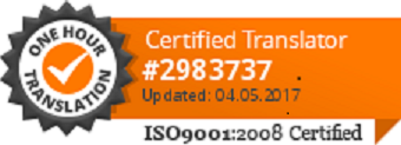 ONE HOUR
TRANSLATION
Certified Translator
#2983737
Updated: 04.05.2017
ISO9001:2008 Certified